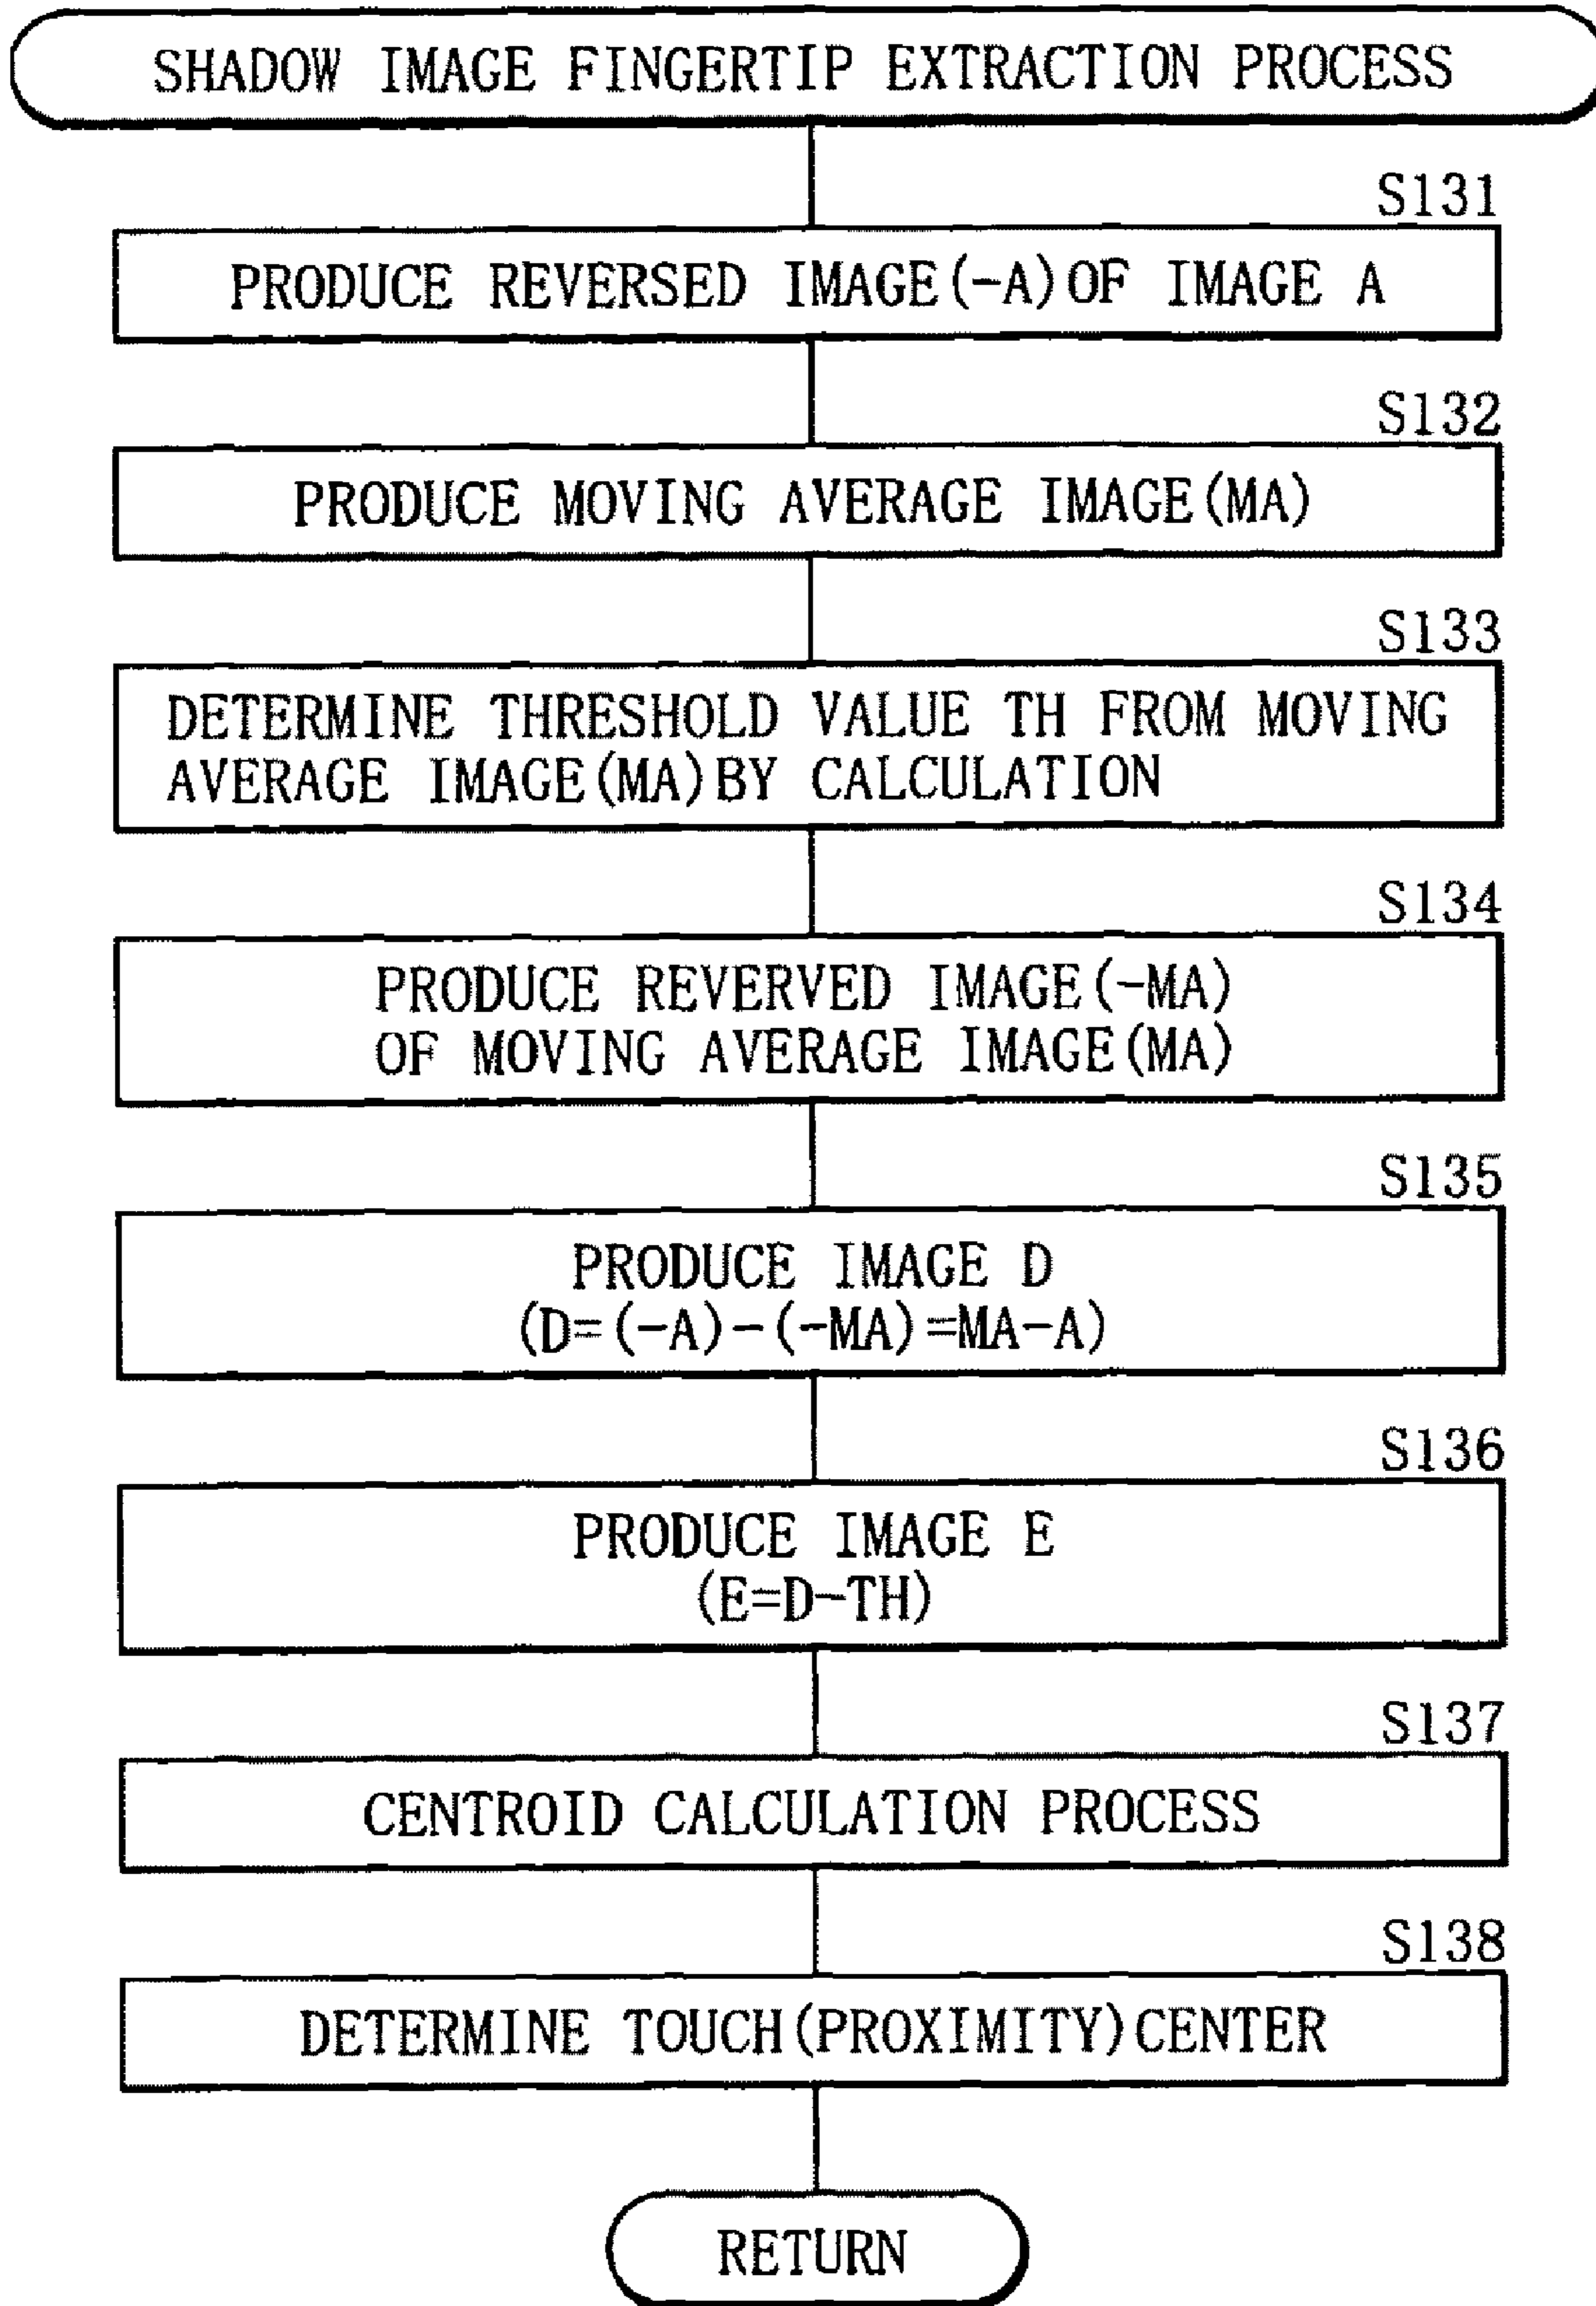 SHADOW IMAGE FINGERTIP EXTRACTION PROCESS
S131
PRODUCE REVERSED IMAGE(-A)OF IMAGE A
S132
PRODUCE MOVING AVERAGE IMAGE(MA)
S133
DETERMINE THRESHOLD VALUE TH FROM MOVING
AVERAGE IMAGE(MA)BY CALCULATION
S134
PRODUCE REVERVED IMAGE(-MA)
OF MOVING AVERAGE IMAGE(MA)
S135
PRODUCE IMAGE D
(D=(-A)-(-MA)=MA-A)
S136
PRODUCE IMAGE E
(E=D-TH)
S137
CENTROID CALCULATION PROCESS
S138
DETERMINE TOUCH(PROXIMITY)CENTER
RETURN